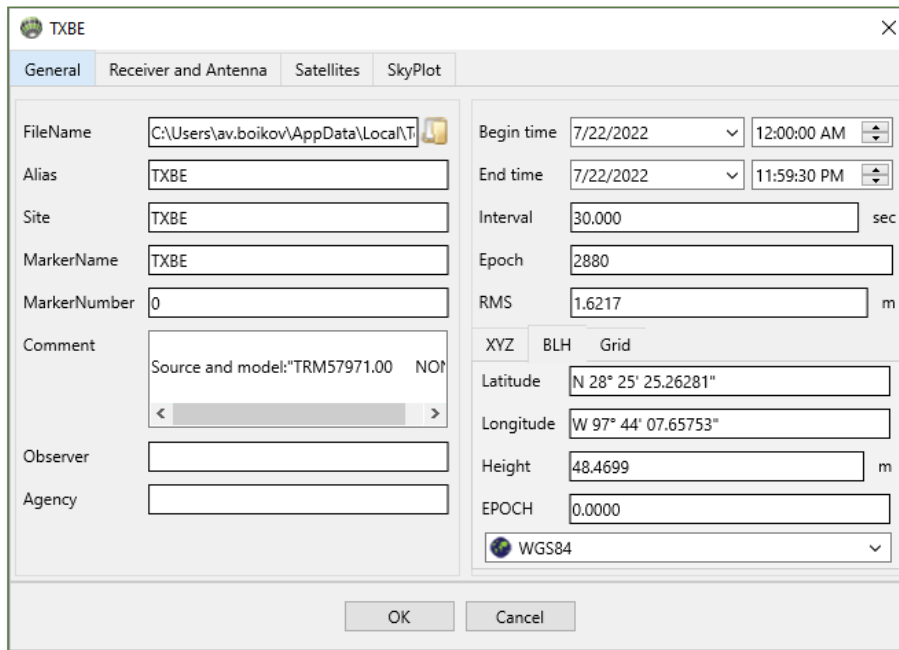 TXBE
General Receiver and Antenna Satellites SkyPlot
FileName C:\Users\av.boikov\AppData\Local\T
Alias TXBE
Site TXBE
MarkerName TXBE
MarkerNumber 0
Comment
Source and model:"TRM57971.00 NON
Observer
Agency
Begin time 7/22/2022 12:00:00 AM
End time 7/22/2022 11:59:30 PM
Interval 30.000 sec
Epoch 2880
RMS 1.6217 m
XYZ BLH Grid
Latitude N 28° 25' 25.26281"
Longitude W 97° 44' 07.65753"
Height 48.4699 m
EPOCH 0.0000
WGS84
OK Cancel